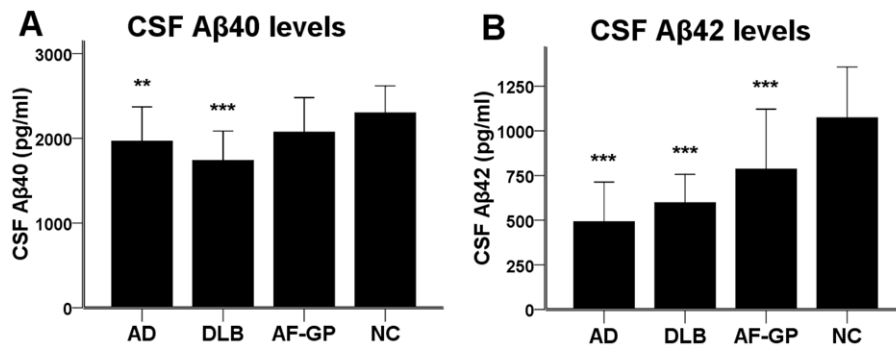 A CSF Aβ40 levels
3000
2000
1000
0
CSF Aβ40 (pg/ml)
** ***
AD DLB AF-GP NC
B CSF Aβ42 levels
1250
1000
750
500
250
0
CSF Aβ42 (pg/ml)
*** *** ***
AD DLB AF-GP NC